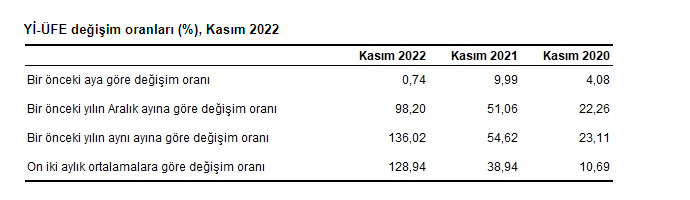 Yİ-ÜFE değişim oranları (%), Kasım 2022
Kasım 2022 Kasım 2021 Kasım 2020
Bir önceki aya göre değişim oranı 0,74 9,99 4,08
Bir önceki yılın Aralık ayına göre değişim oranı 98,20 51,06 22,26
Bir önceki yılın aynı ayına göre değişim oranı 136,02 54,62 23,11
On iki aylık ortalamalara göre değişim oranı 128,94 38,94 10,69